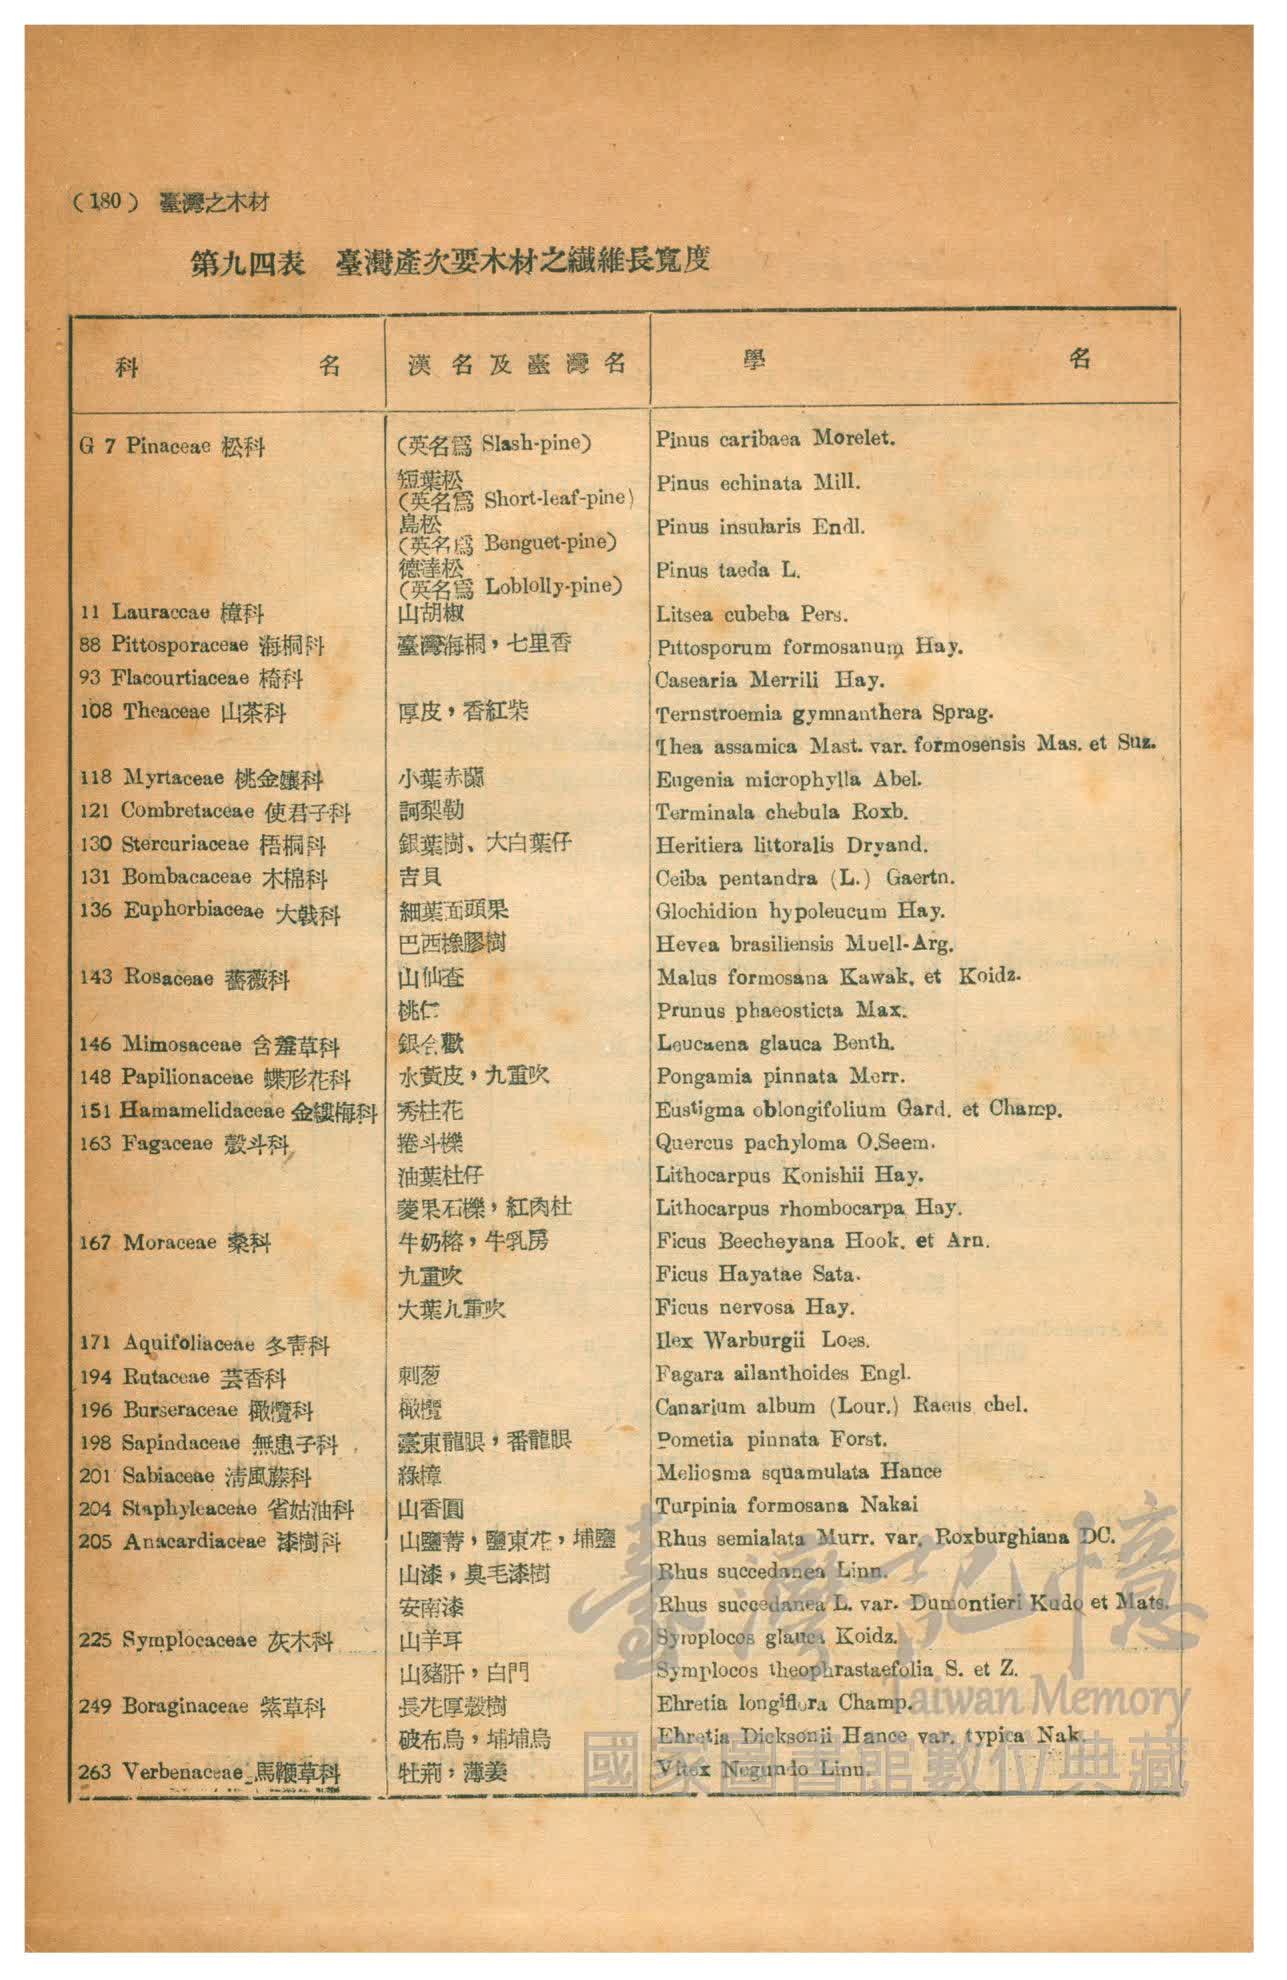 (180) 臺灣之木材
第九四表 臺灣產次要木材之纖維長寬度
科名 漢名及臺灣名 學名
G 7 Pinaceae 松科 (英名爲 Slash-pine) Pinus caribaea Morelet.
短葉松
(英名爲 Short-leaf-pine) Pinus echinata Mill.
島松
(英名爲 Benguet-pine) Pinus insularis Endl.
德達松
(英名爲 Loblolly-pine) Pinus taeda L.
11 Lauraceae 樟科 山胡椒 Litsea cubeba Pers.
88 Pittosporaceae 海桐科 臺灣海桐，七里香 Pittosporum formosanum Hay.
93 Flacourtiaceae 椅科 Casearia Merrili Hay.
108 Theaceae 山茶科 厚皮，香紅柴 Ternstroemia gymnanthera Sprag.
Thea assamica Mast. var. formosensis Mas. et Suz.
118 Myrtaceae 桃金孃科 小葉赤蘭 Eugenia microphylla Abel.
121 Combretaceae 使君子科 訶梨勒 Terminala chebula Roxb.
130 Stercuriaceae 梧桐科 銀葉樹、大白葉仔 Heritiera littoralis Dryand.
131 Bombacaceae 木棉科 吉貝 Ceiba pentandra (L.) Gaertn.
136 Euphorbiaceae 大戟科 細葉面頭果 Glochidion hypoleucum Hay.
巴西橡膠樹 Hevea brasiliensis Muell-Arg.
143 Rosaceae 薔薇科 山仙查 Malus formosana Kawak. et Koidz.
桃仁 Prunus phaeosticta Max.
146 Mimosaceae 含羞草科 銀合歡 Leucaena glauca Benth.
148 Papilionaceae 蝶形花科 水黃皮，九重吹 Pongamia pinnata Merr.
151 Hamamelidaceae 金縷梅科 秀柱花 Eustigma oblongifolium Gard. et Champ.
163 Fagaceae 殼斗科 捲斗櫟 Quercus pachyloma O.Seem.
油葉杜仔 Lithocarpus Konishii Hay.
菱果石櫟，紅肉杜 Lithocarpus rhombocarpa Hay.
167 Moraceae 桑科 牛奶榕，牛乳房 Ficus Beecheyana Hook. et Arn.
九重吹 Ficus Hayatae Sata.
大葉九重吹 Ficus nervosa Hay.
171 Aquifoliaceae 冬靑科 Ilex Warburgii Loes.
194 Rutaceae 芸香科 刺葱 Fagara ailanthoides Engl.
196 Burseraceae 橄欖科 橄欖 Canarium album (Lour.) Raeus chel.
198 Sapindaceae 無患子科 臺東龍眼，番龍眼 Pometia pinnata Forst.
201 Sabiaceae 淸風藤科 綠樟 Meliosma squamulata Hance
204 Staphyleaceae 省姑油科 山香圓 Turpinia formosana Nakai
205 Anacardiaceae 漆樹科 山鹽菁，鹽東花，埔鹽 Rhus semialata Murr. var. Roxburghiana DC.
山漆，臭毛漆樹 Rhus succedanea Linn.
安南漆 Rhus succedanea L. var. Dumontieri Kudo et Mats.
225 Symplocaceae 灰木科 山羊耳 Symplocos glauca Koidz.
山豬肝，白門 Symplocos theophrastaefolia S. et Z.
249 Boraginaceae 紫草科 長花厚殼樹 Ehretia longiflora Champ.
破布烏，埔埔烏 Ehretia Dicksonii Hance var. typica Nak.
263 Verbenaceae 馬鞭草科 牡荊，薄姜 Vitex Negundo Linn.
臺灣記憶
Taiwan Memory
國家圖書館數位典藏